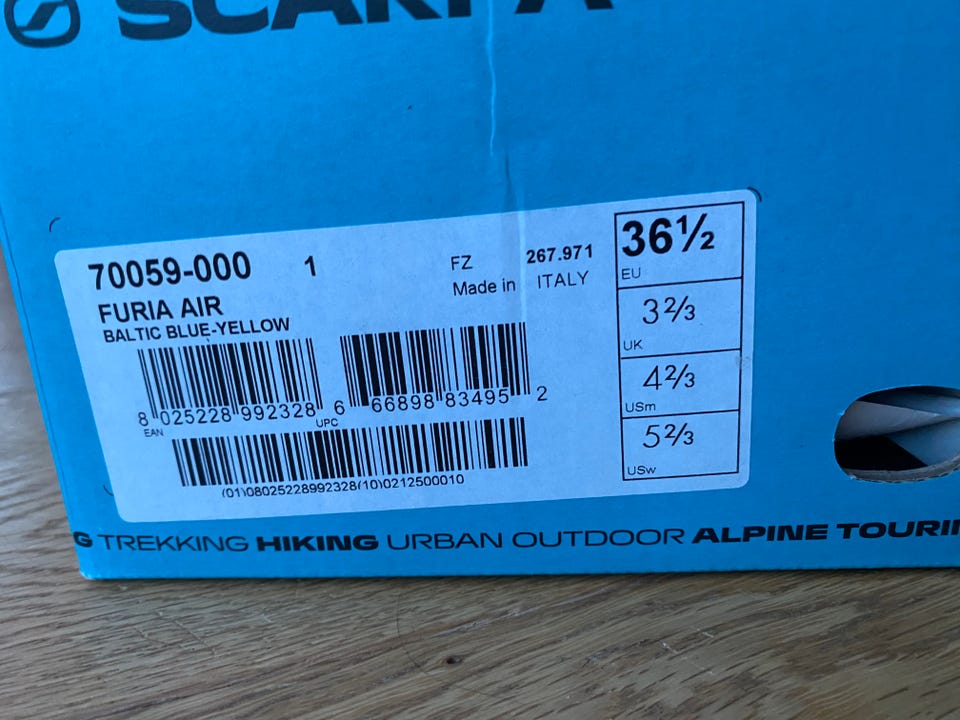 SCARPA
70059-000 1
FURIA AIR
BALTIC BLUE-YELLOW
FZ 267.971
Made in ITALY
8 025228 992328
EAN
6 66898 83495 2
UPC
(01)08025228992328(10)0212500010
36½
EU
3⅔
UK
4⅔
USm
5⅔
USw
G TREKKING HIKING URBAN OUTDOOR ALPINE TOURI